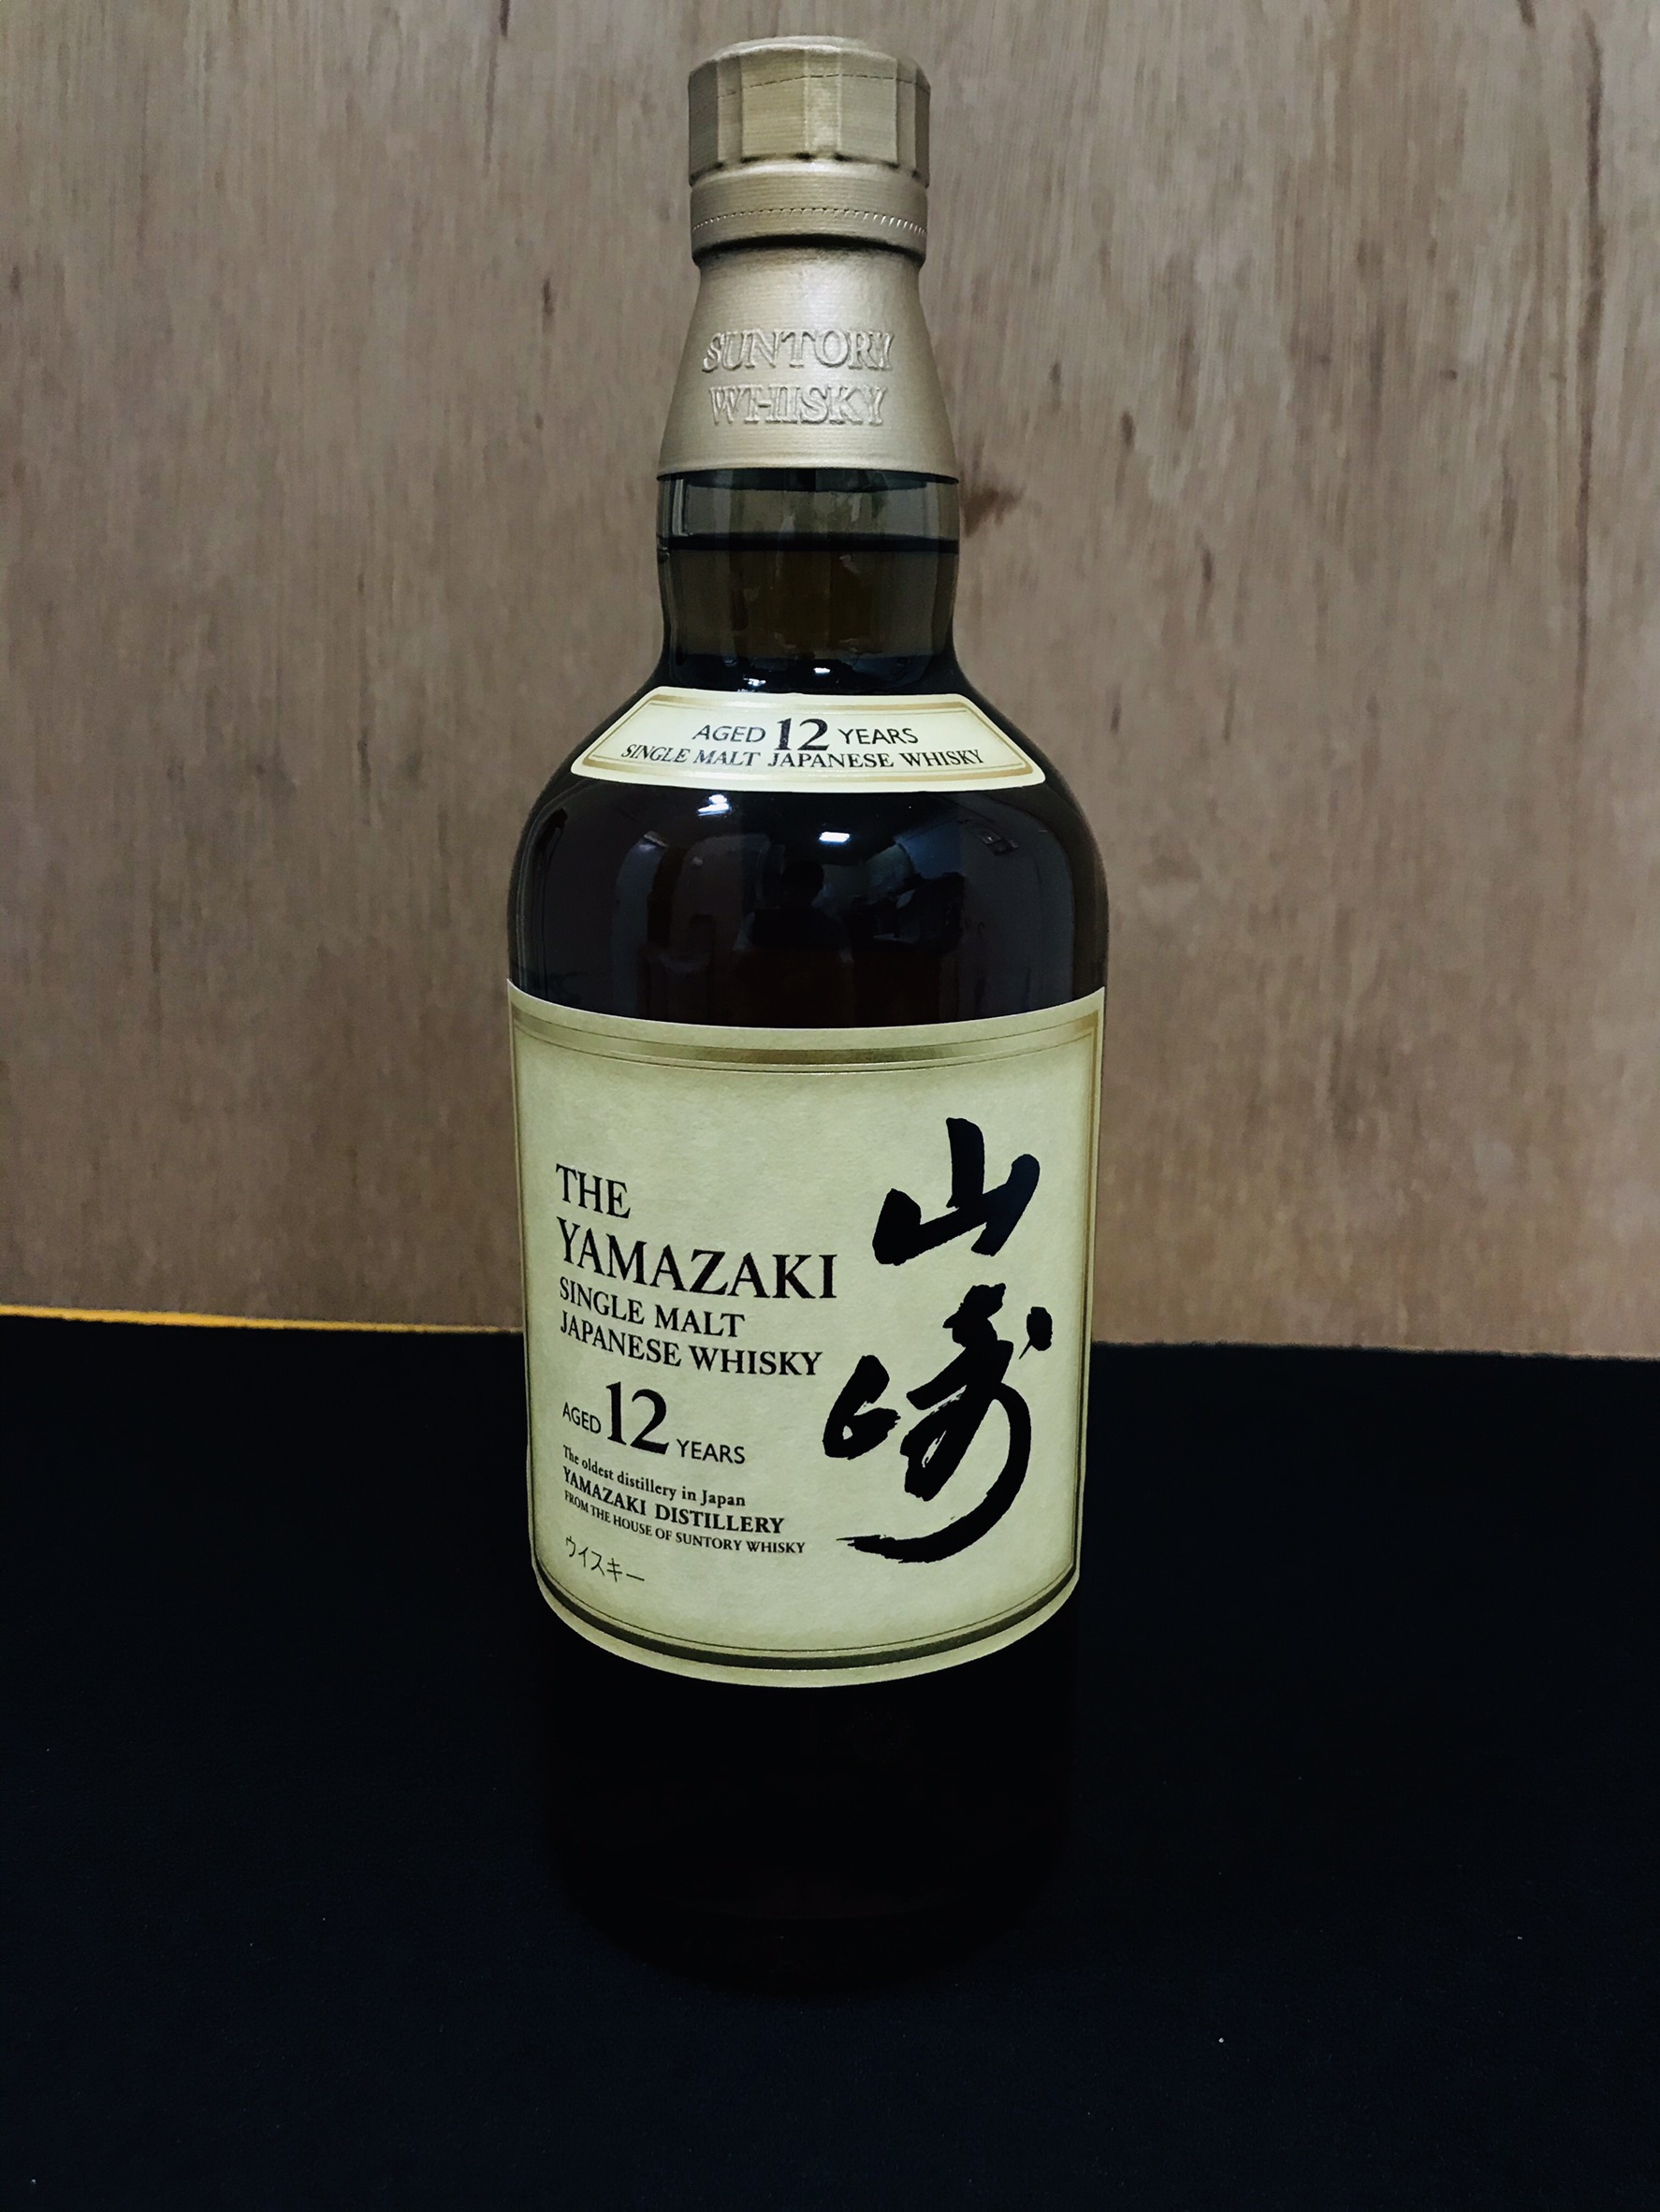 SUNTORY
WHISKY
AGED 12 YEARS
SINGLE MALT JAPANESE WHISKY
THE
YAMAZAKI
SINGLE MALT
JAPANESE WHISKY
AGED 12 YEARS
The oldest distillery in Japan
YAMAZAKI DISTILLERY
FROM THE HOUSE OF SUNTORY WHISKY
ウイスキー
山崎